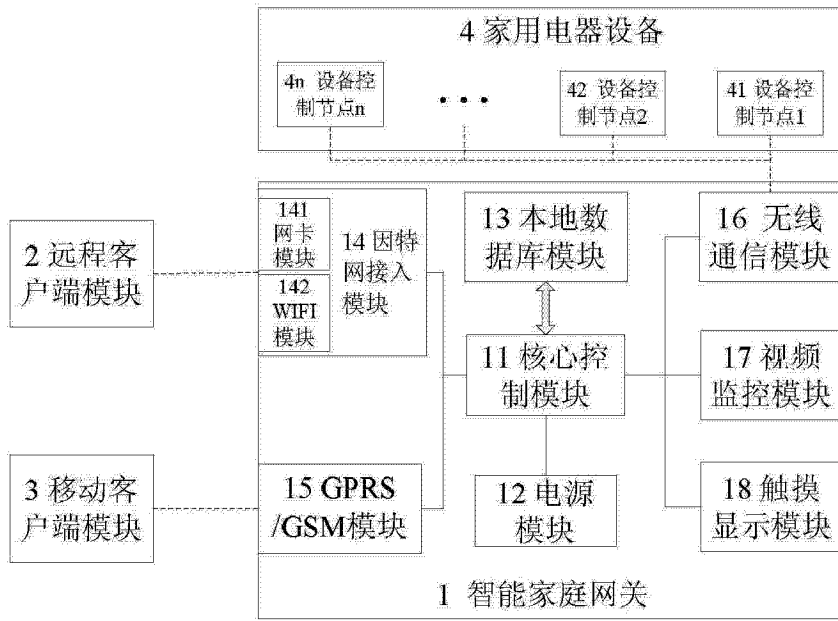 4 家用电器设备
4n 设备控
制节点n
42 设备控
制节点2
41 设备控
制节点1
141
网卡
模块
142
WIFI
模块
14 因特
网接入
模块
13 本地数
据库模块
16 无线
通信模块
2 远程客
户端模块
11 核心控
制模块
17 视频
监控模块
3 移动客
户端模块
15 GPRS
/GSM模块
12 电源
模块
18 触摸
显示模块
1 智能家庭网关